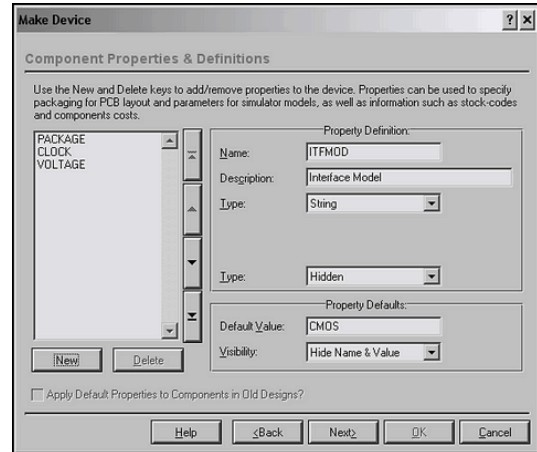 Make Device
Component Properties & Definitions
Use the New and Delete keys to add/remove properties to the device. Properties can be used to specify
packaging for PCB layout and parameters for simulator models, as well as information such as stock-codes
and components costs.
PACKAGE
CLOCK
VOLTAGE
New
Delete
Property Definition:
Name: ITFMOD
Description: Interface Model
Type: String
Type: Hidden
Property Defaults:
Default Value: CMOS
Visibility: Hide Name & Value
Apply Default Properties to Components in Old Designs?
Help <Back Next> OK Cancel